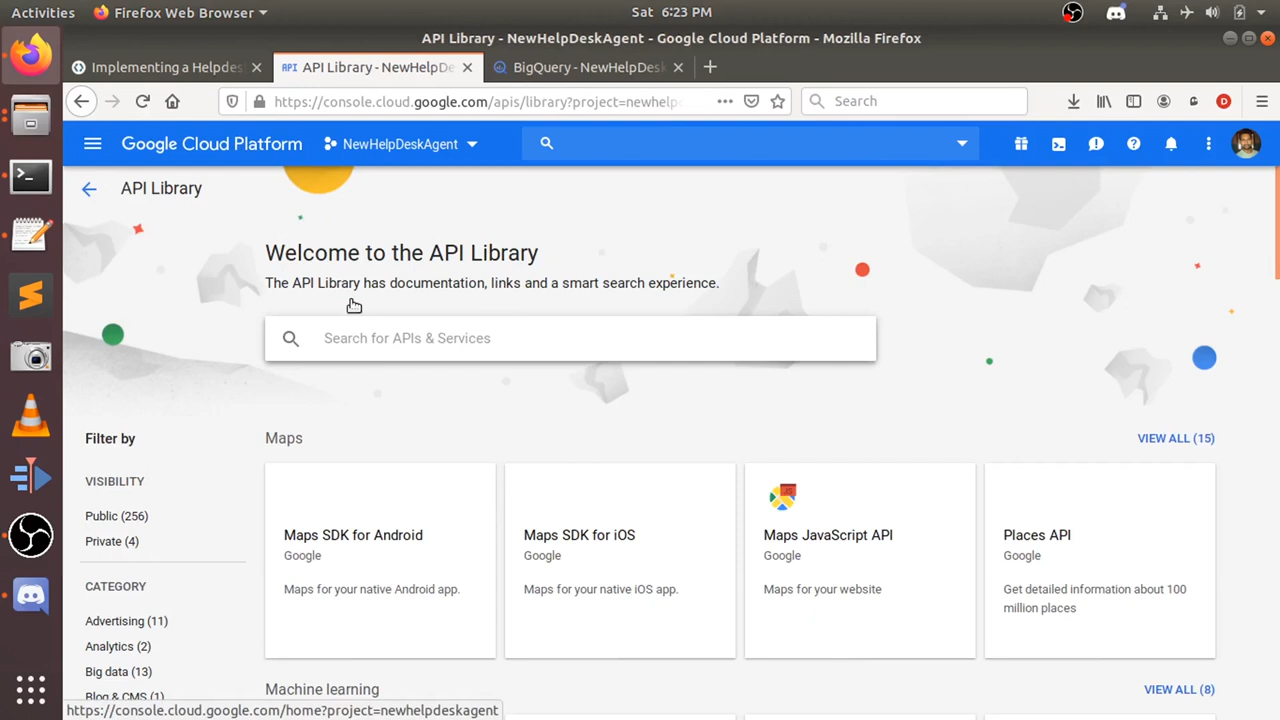 Activities Firefox Web Browser Sat 6:23 PM
API Library - NewHelpDeskAgent - Google Cloud Platform - Mozilla Firefox
Implementing a Helpdes API API Library - NewHelpDe BigQuery - NewHelpDesk
https://console.cloud.google.com/apis/library?project=newhelp Search
Google Cloud Platform NewHelpDeskAgent
API Library
Welcome to the API Library
The API Library has documentation, links and a smart search experience.
Search for APIs & Services
Filter by
VISIBILITY
Public (256)
Private (4)
CATEGORY
Advertising (11)
Analytics (2)
Big data (13)
Blog & CMS (1)
Maps VIEW ALL (15)
Maps SDK for Android
Google
Maps for your native Android app.
Maps SDK for iOS
Google
Maps for your native iOS app.
JS
Maps JavaScript API
Google
Maps for your website
Places API
Google
Get detailed information about 100
million places
Machine learning VIEW ALL (8)
https://console.cloud.google.com/home?project=newhelpdeskagent